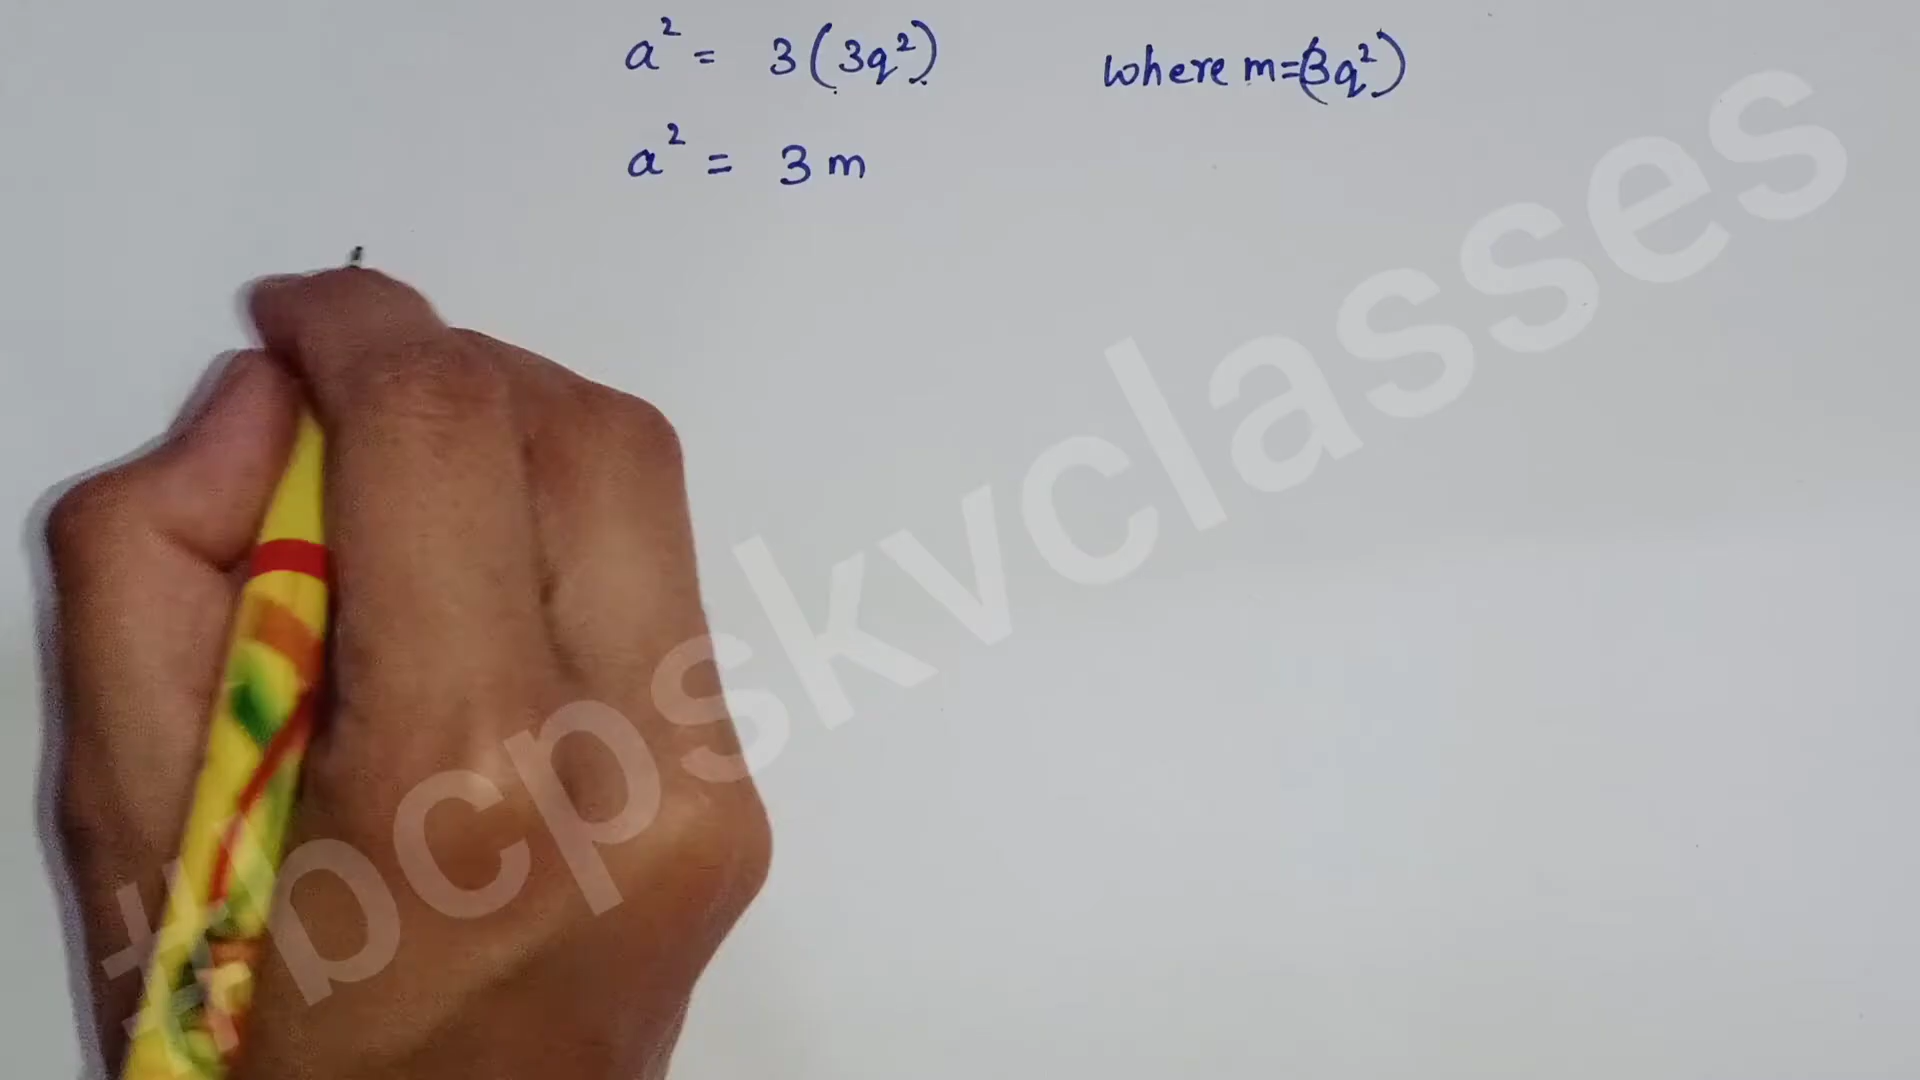 a² = 3(3q²) where m=(3q²)
a² = 3m
#pcpskvclasses